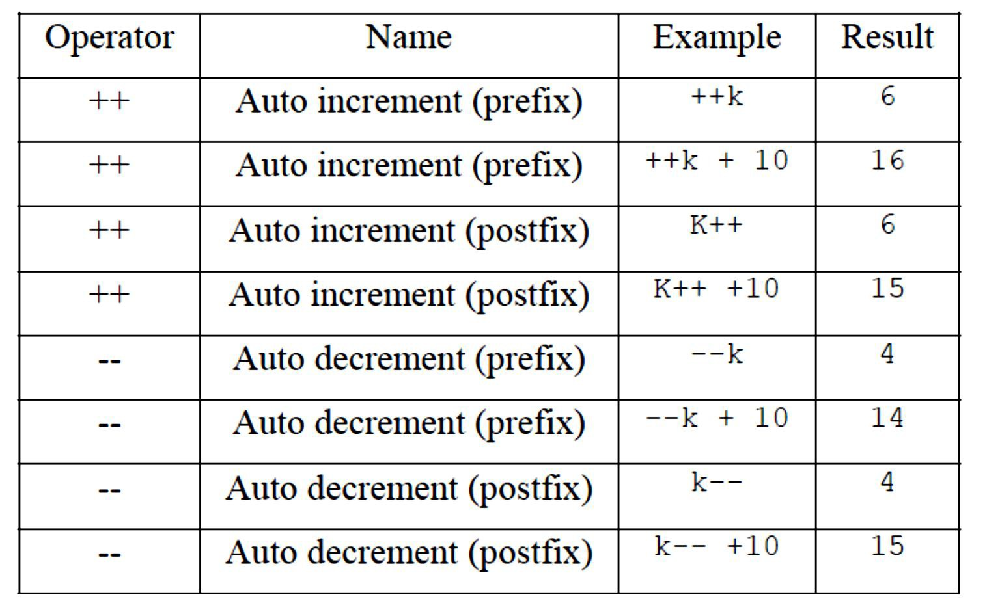 Operator Name Example Result
++ Auto increment (prefix) ++k 6
++ Auto increment (prefix) ++k + 10 16
++ Auto increment (postfix) K++ 6
++ Auto increment (postfix) K++ +10 15
-- Auto decrement (prefix) --k 4
-- Auto decrement (prefix) --k + 10 14
-- Auto decrement (postfix) k-- 4
-- Auto decrement (postfix) k-- +10 15